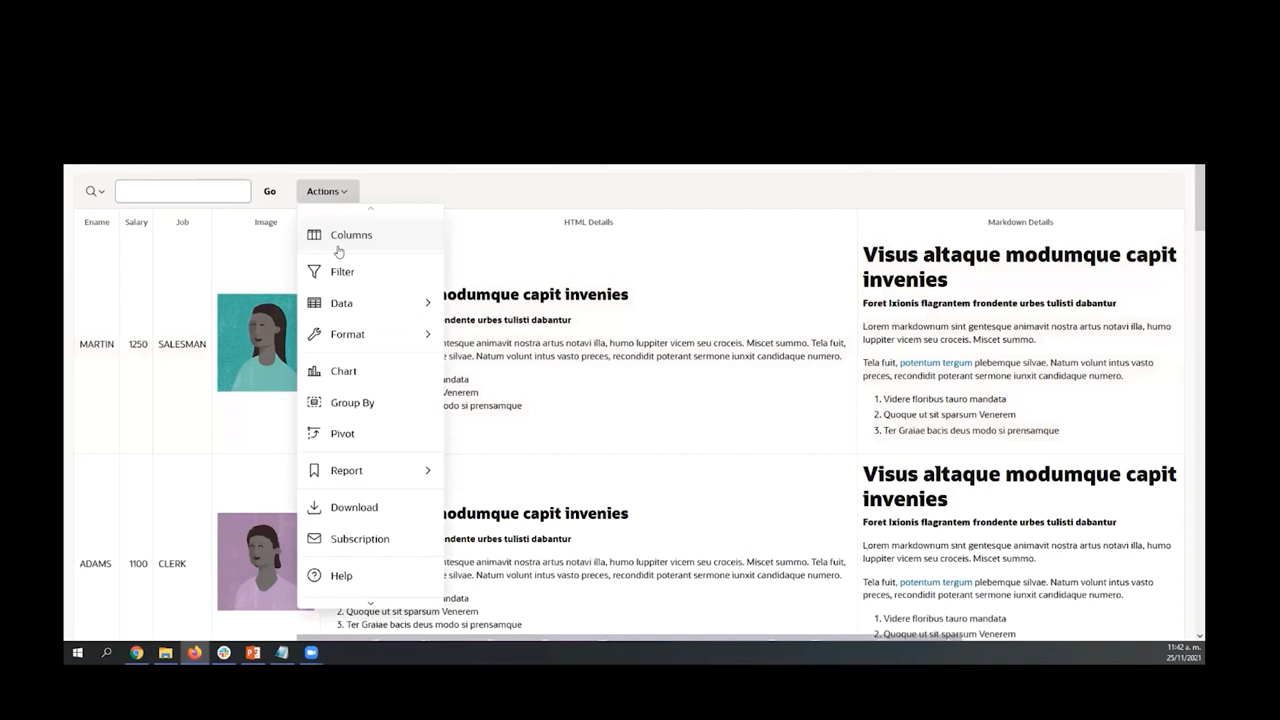 Go
Actions
Ename
Salary
Job
Image
HTML Details
Markdown Details
Columns
Filter
Data
Format
Chart
Group By
Pivot
Report
Download
Subscription
Help
MARTIN
1250
SALESMAN
odumque capit invenies
ndente urbes tulisti dabantur
tesque animavit nostra artus notavi illa, humo luppiter vicem seu croceis. Miscet summo. Tela fuit,
silvae. Natum volunt intus vasto preces, recondidit poterant sermone iunxit candidaque numero.
mandata
Venerem
odo si prensamque
Visus altaque modumque capit
invenies
Foret Ixionis flagrantem frondente urbes tulisti dabantur
Lorem markdownum sint gentesque animavit nostra artus notavi illa, humo
luppiter vicem seu croceis. Miscet summo.
Tela fuit, potentum tergum plebemque silvae. Natum volunt intus vasto
preces, recondidit poterant sermone iunxit candidaque numero.
1. Videre floribus tauro mandata
2. Quoque ut sit sparsum Venerem
3. Ter Graiae bacis deus modo si prensamque
ADAMS
1100
CLERK
odumque capit invenies
ndente urbes tulisti dabantur
tesque animavit nostra artus notavi illa, humo luppiter vicem seu croceis. Miscet summo. Tela fuit,
silvae. Natum volunt intus vasto preces, recondidit poterant sermone iunxit candidaque numero.
ndata
2. Quoque ut sit sparsum Venerem
3. Ter Graiae bacis deus modo si prensamque
Visus altaque modumque capit
invenies
Foret Ixionis flagrantem frondente urbes tulisti dabantur
Lorem markdownum sint gentesque animavit nostra artus notavi illa, humo
luppiter vicem seu croceis. Miscet summo.
Tela fuit, potentum tergum plebemque silvae. Natum volunt intus vasto
preces, recondidit poterant sermone iunxit candidaque numero.
1. Videre floribus tauro mandata
2. Quoque ut sit sparsum Venerem
11:42 a. m.
25/11/2021